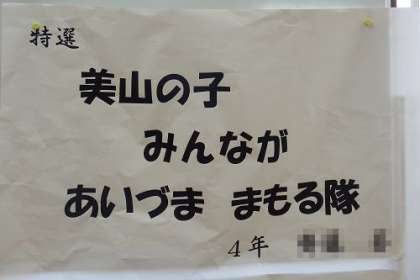 特選
美山の子
みんなが
あいづま まもる隊
4年